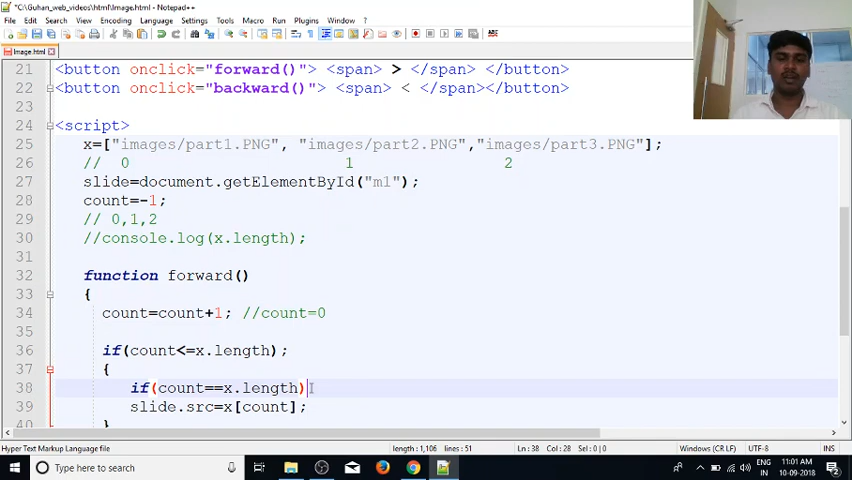 *C:\Guhan_web_videos\html\Image.html - Notepad++
File Edit Search View Encoding Language Settings Tools Macro Run Plugins Window ?
Image.html
21 <button onclick="forward()"> <span> > </span> </button>
22 <button onclick="backward()"> <span> < </span></button>
23
24 <script>
25 x=["images/part1.PNG", "images/part2.PNG","images/part3.PNG"];
26 // 0 1 2
27 slide=document.getElementById("m1");
28 count=-1;
29 // 0,1,2
30 //console.log(x.length);
31
32 function forward()
33 {
34 count=count+1; //count=0
35
36 if(count<=x.length);
37 {
38 if(count==x.length)
39 slide.src=x[count];
40 }
Hyper Text Markup Language file length : 1,106 lines : 51 Ln : 38 Col : 28 Sel : 0 | 0 Windows (CR LF) UTF-8 INS
Type here to search ENG IN 11:01 AM 10-09-2018